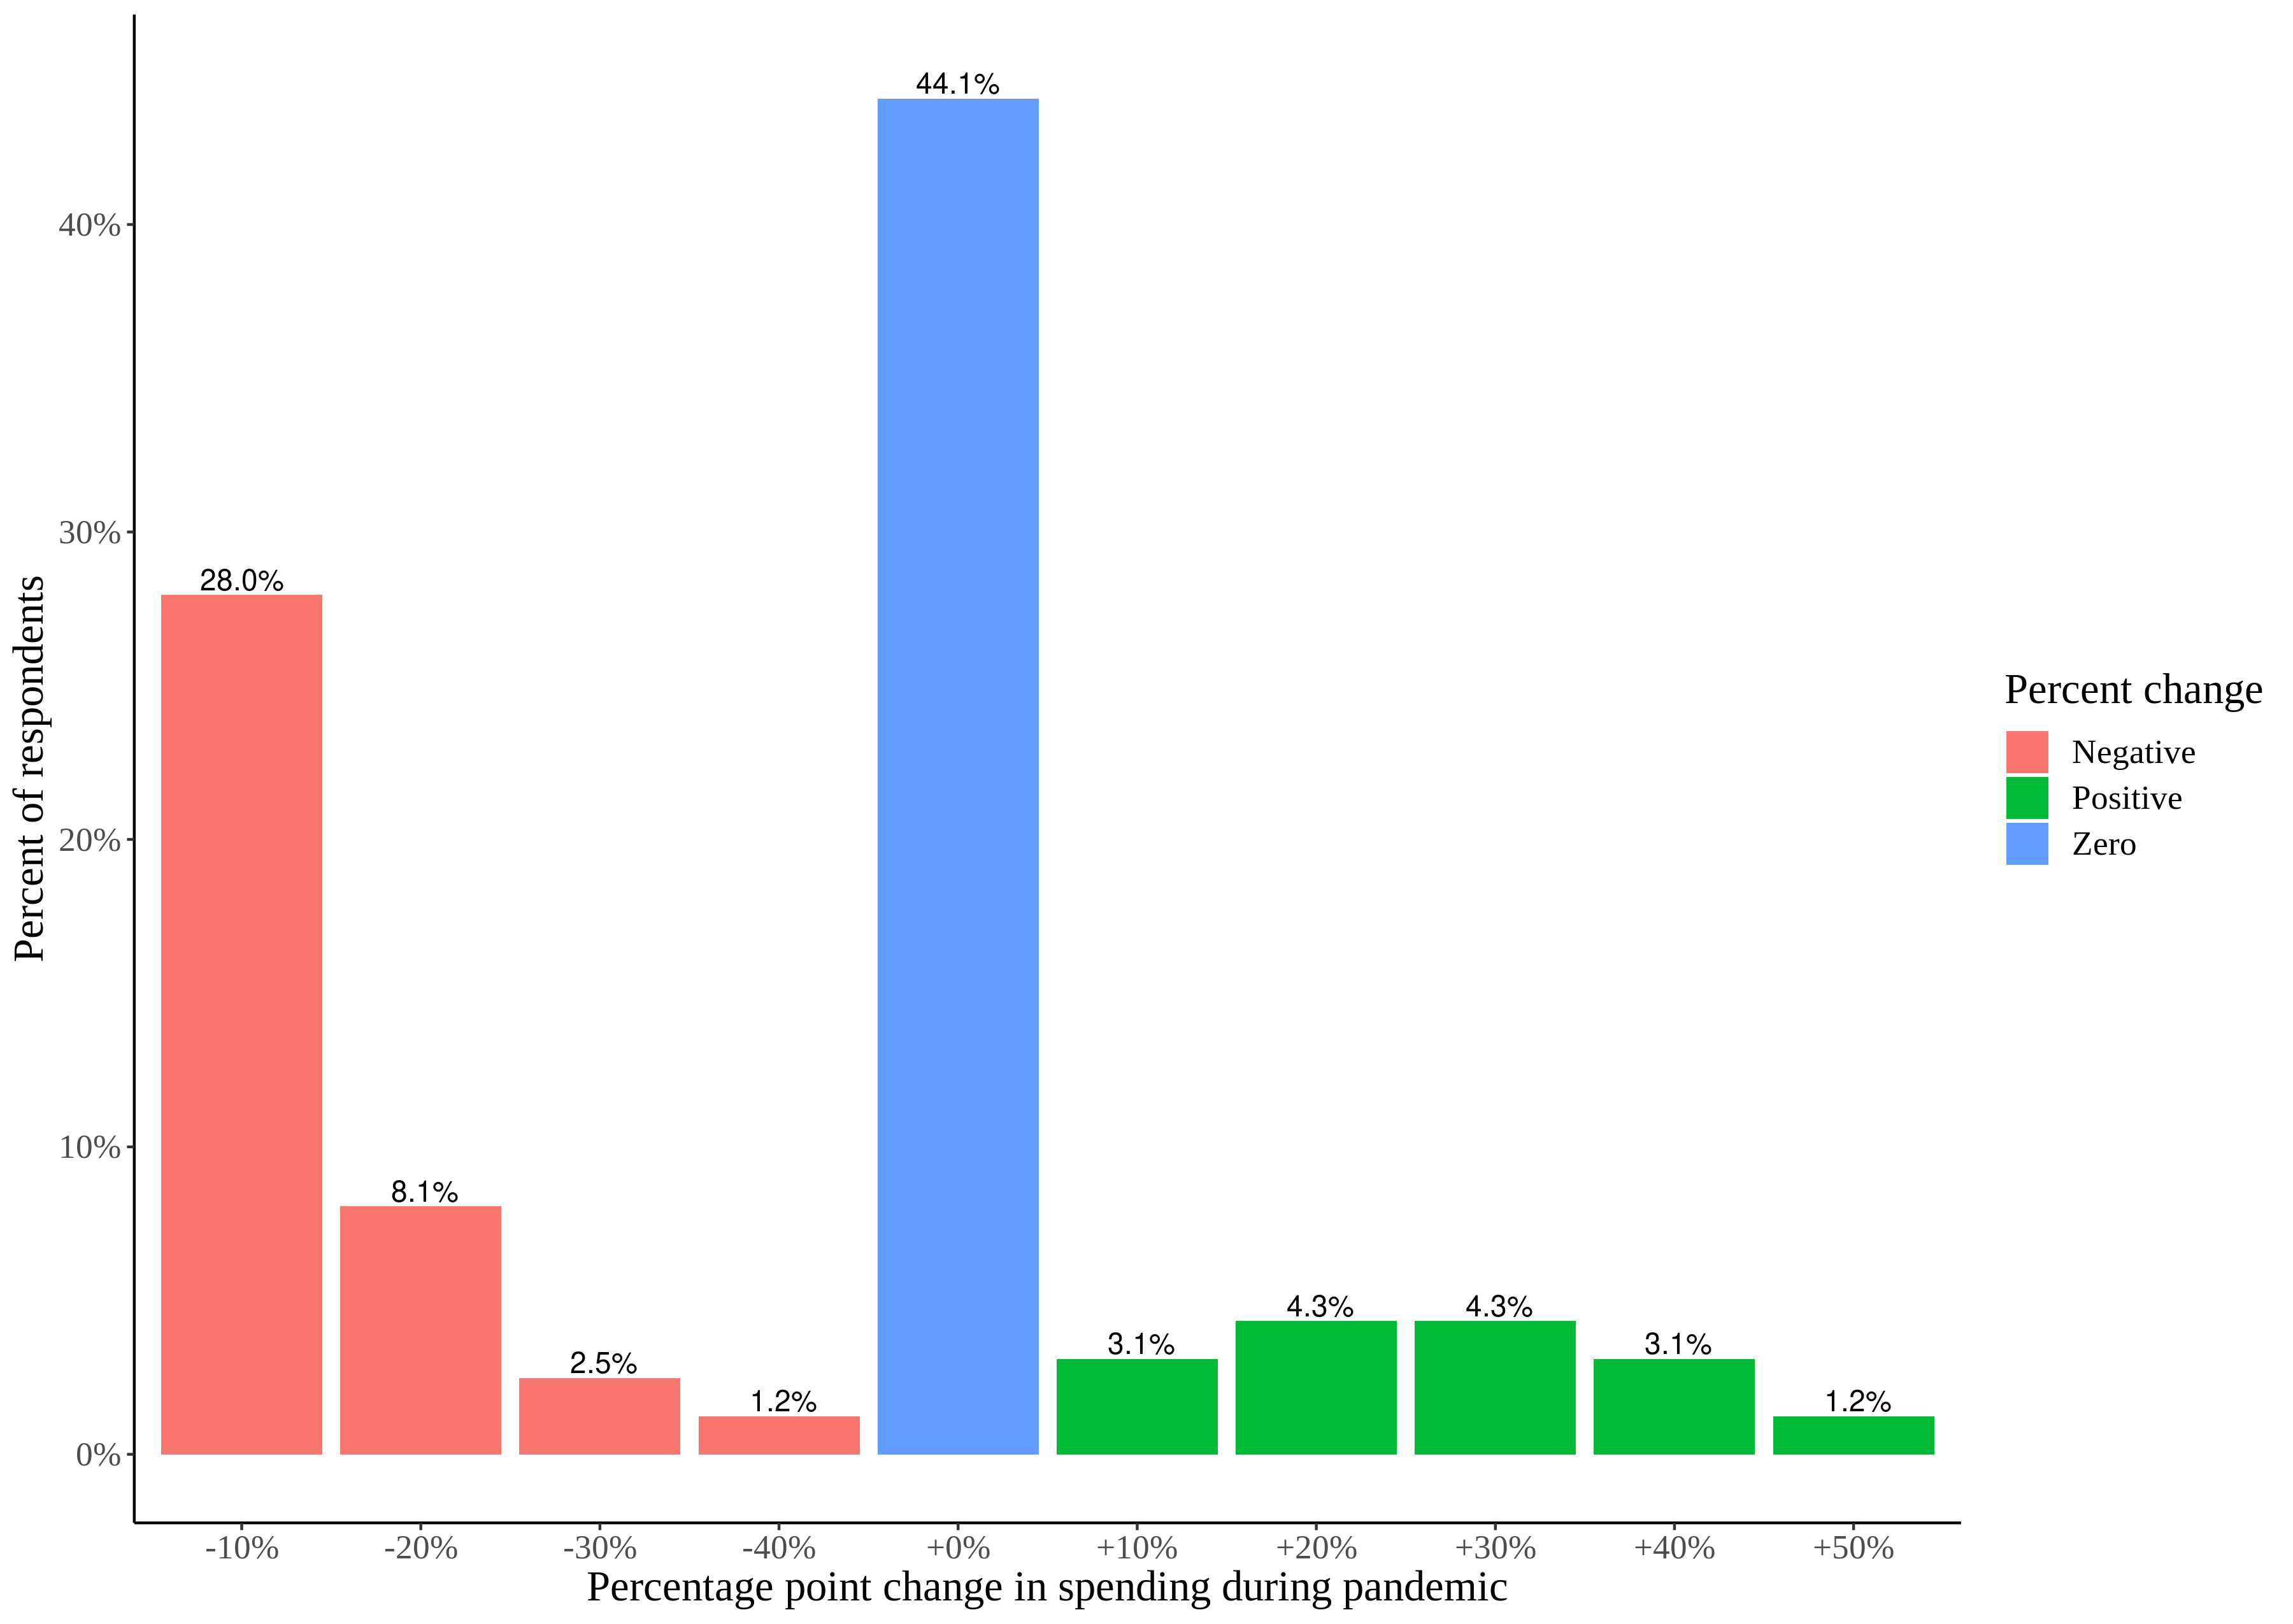 44.1%
40%
30%
28.0%
20%
10%
8.1%
4.3% 4.3%
3.1% 3.1%
2.5%
1.2% 1.2%
0%
-10% -20% -30% -40% +0% +10% +20% +30% +40% +50%
Percentage point change in spending during pandemic
Percent of respondents
Percent change
Negative
Positive
Zero